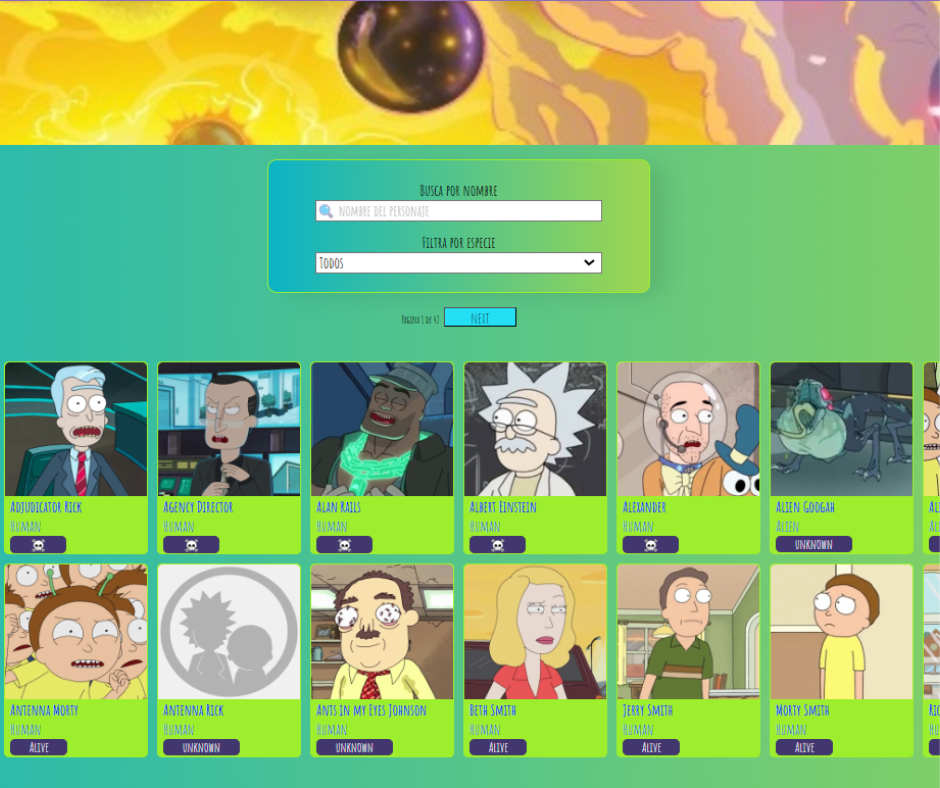 Busca por nombre
nombre del personaje
Filtra por especie
Todos
Pagina 1 de 42 NEXT
Adjudicator Rick
Human
Agency Director
Human
Alan Rails
Human
Albert Einstein
Human
Alexander
Human
Alien Googah
Alien
unknown
Antenna Morty
Human
Alive
Antenna Rick
Human
unknown
Ants in my Eyes Johnson
Human
unknown
Beth Smith
Human
Alive
Jerry Smith
Human
Alive
Morty Smith
Human
Alive